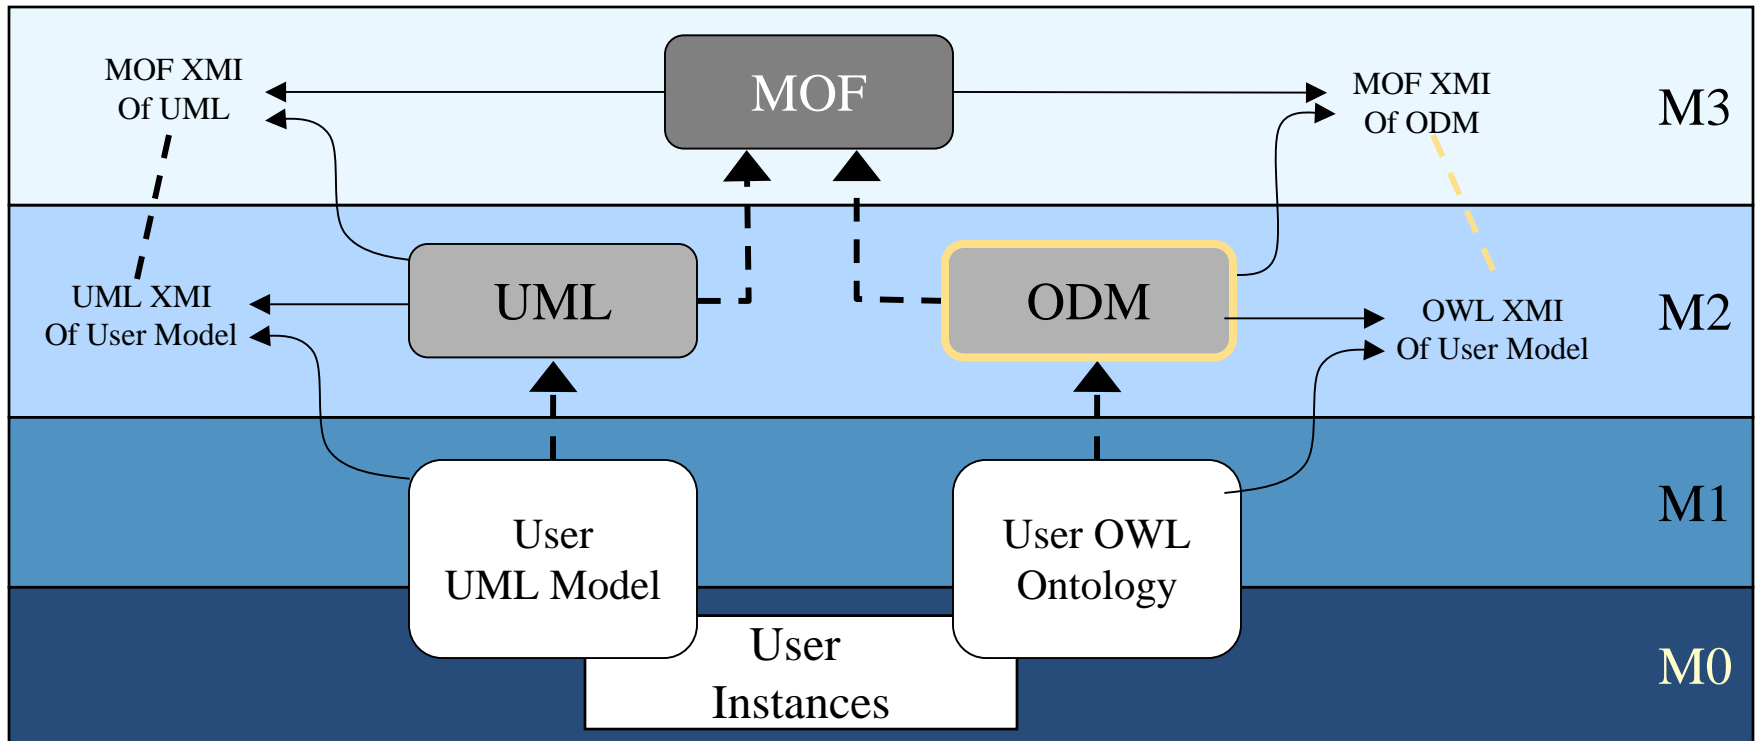 MOF XMI
Of UML
MOF
MOF XMI
Of ODM
M3
UML XMI
Of User Model
UML
ODM
OWL XMI
Of User Model
M2
User
UML Model
User OWL
Ontology
M1
User
Instances
M0